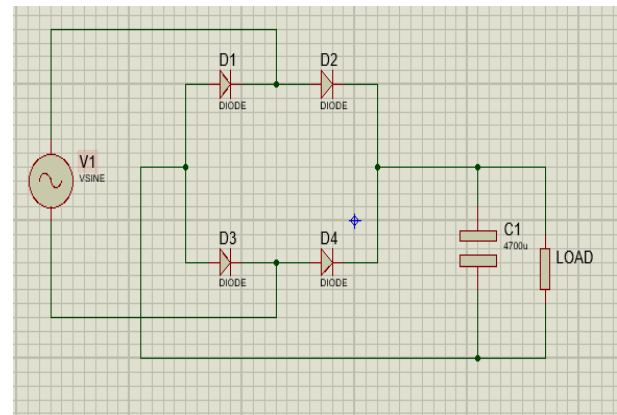 D1
DIODE
D2
DIODE
V1
VSINE
D3
DIODE
D4
DIODE
C1
4700u
LOAD